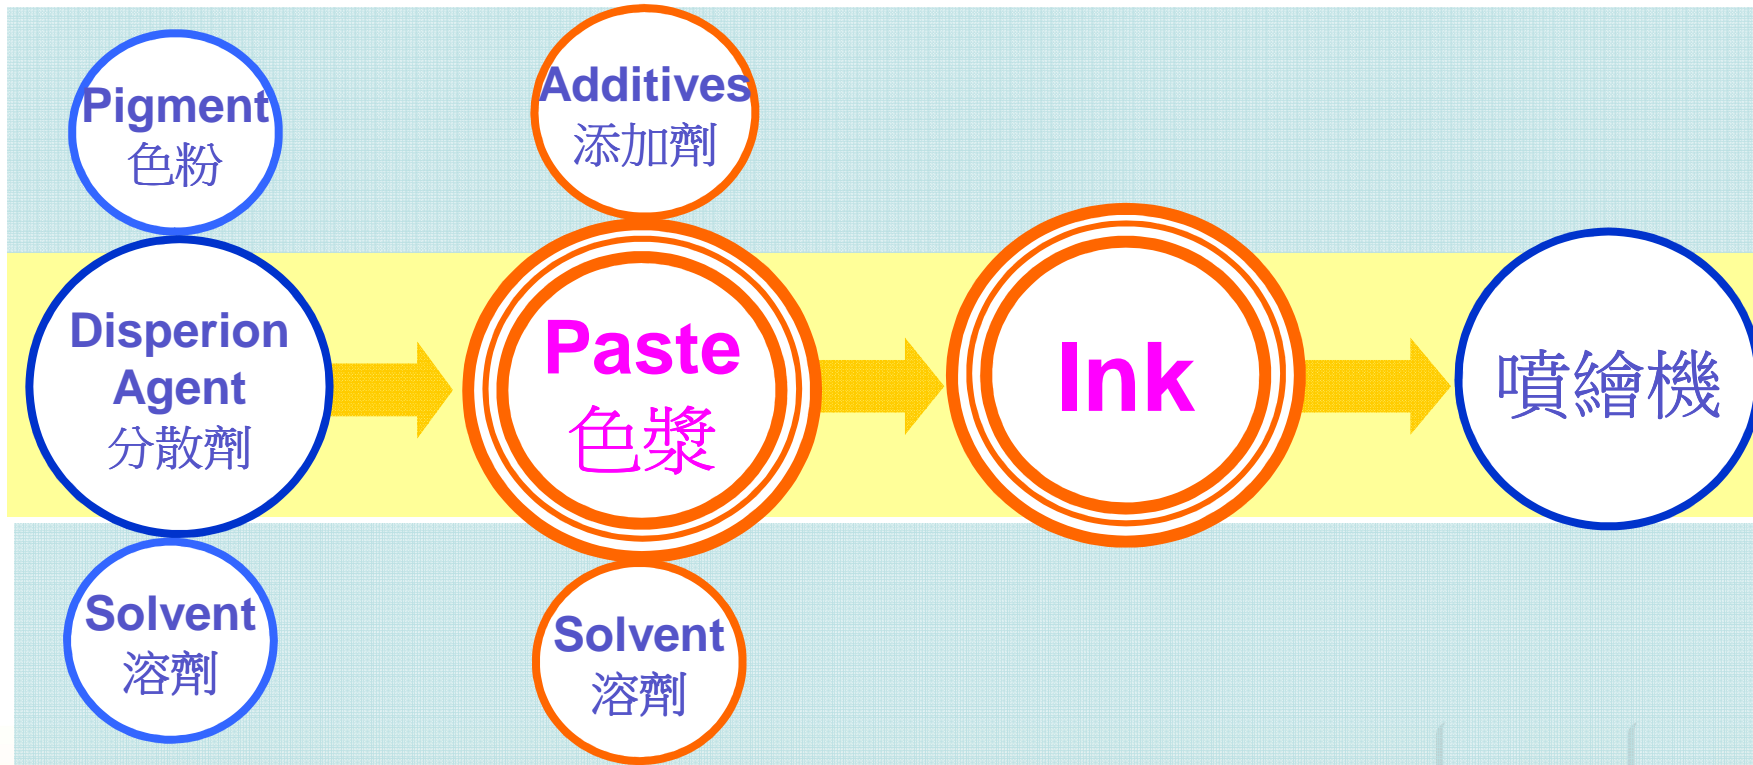 Pigment
色粉
Disperion
Agent
分散劑
Solvent
溶劑
Additives
添加劑
Paste
色漿
Solvent
溶劑
Ink
噴繪機